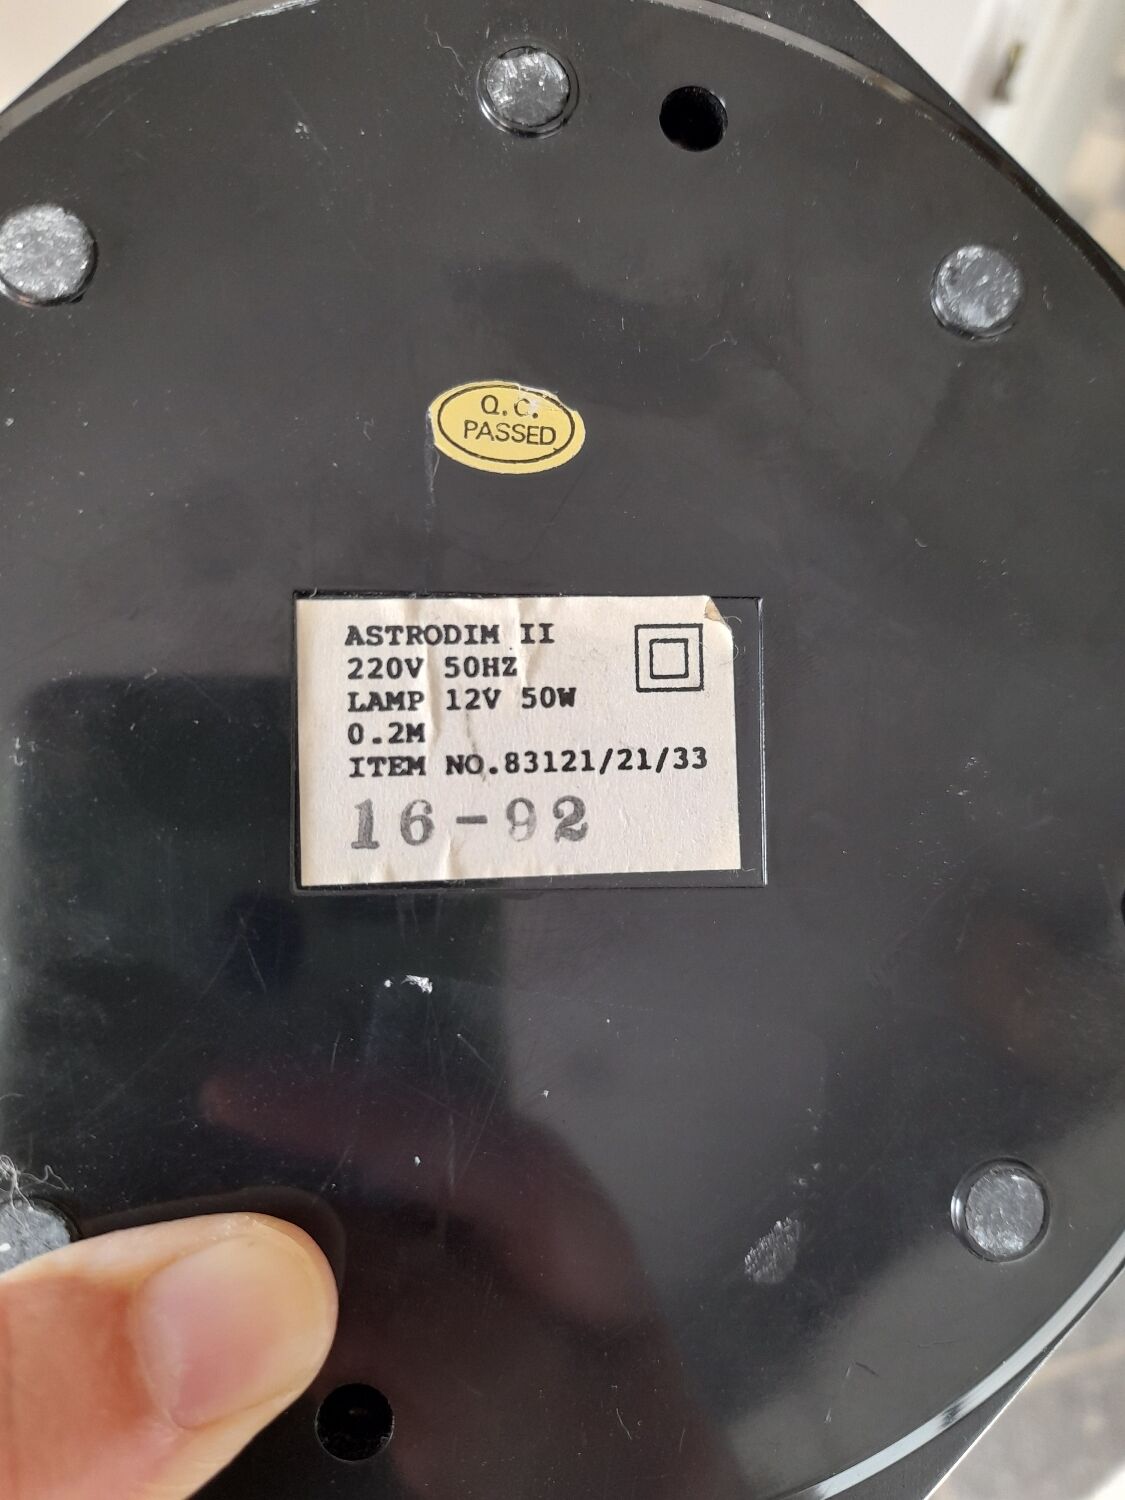 Q.C.
PASSED
ASTRODIM II
220V 50HZ
LAMP 12V 50W
0.2M
ITEM NO.83121/21/33
16-92